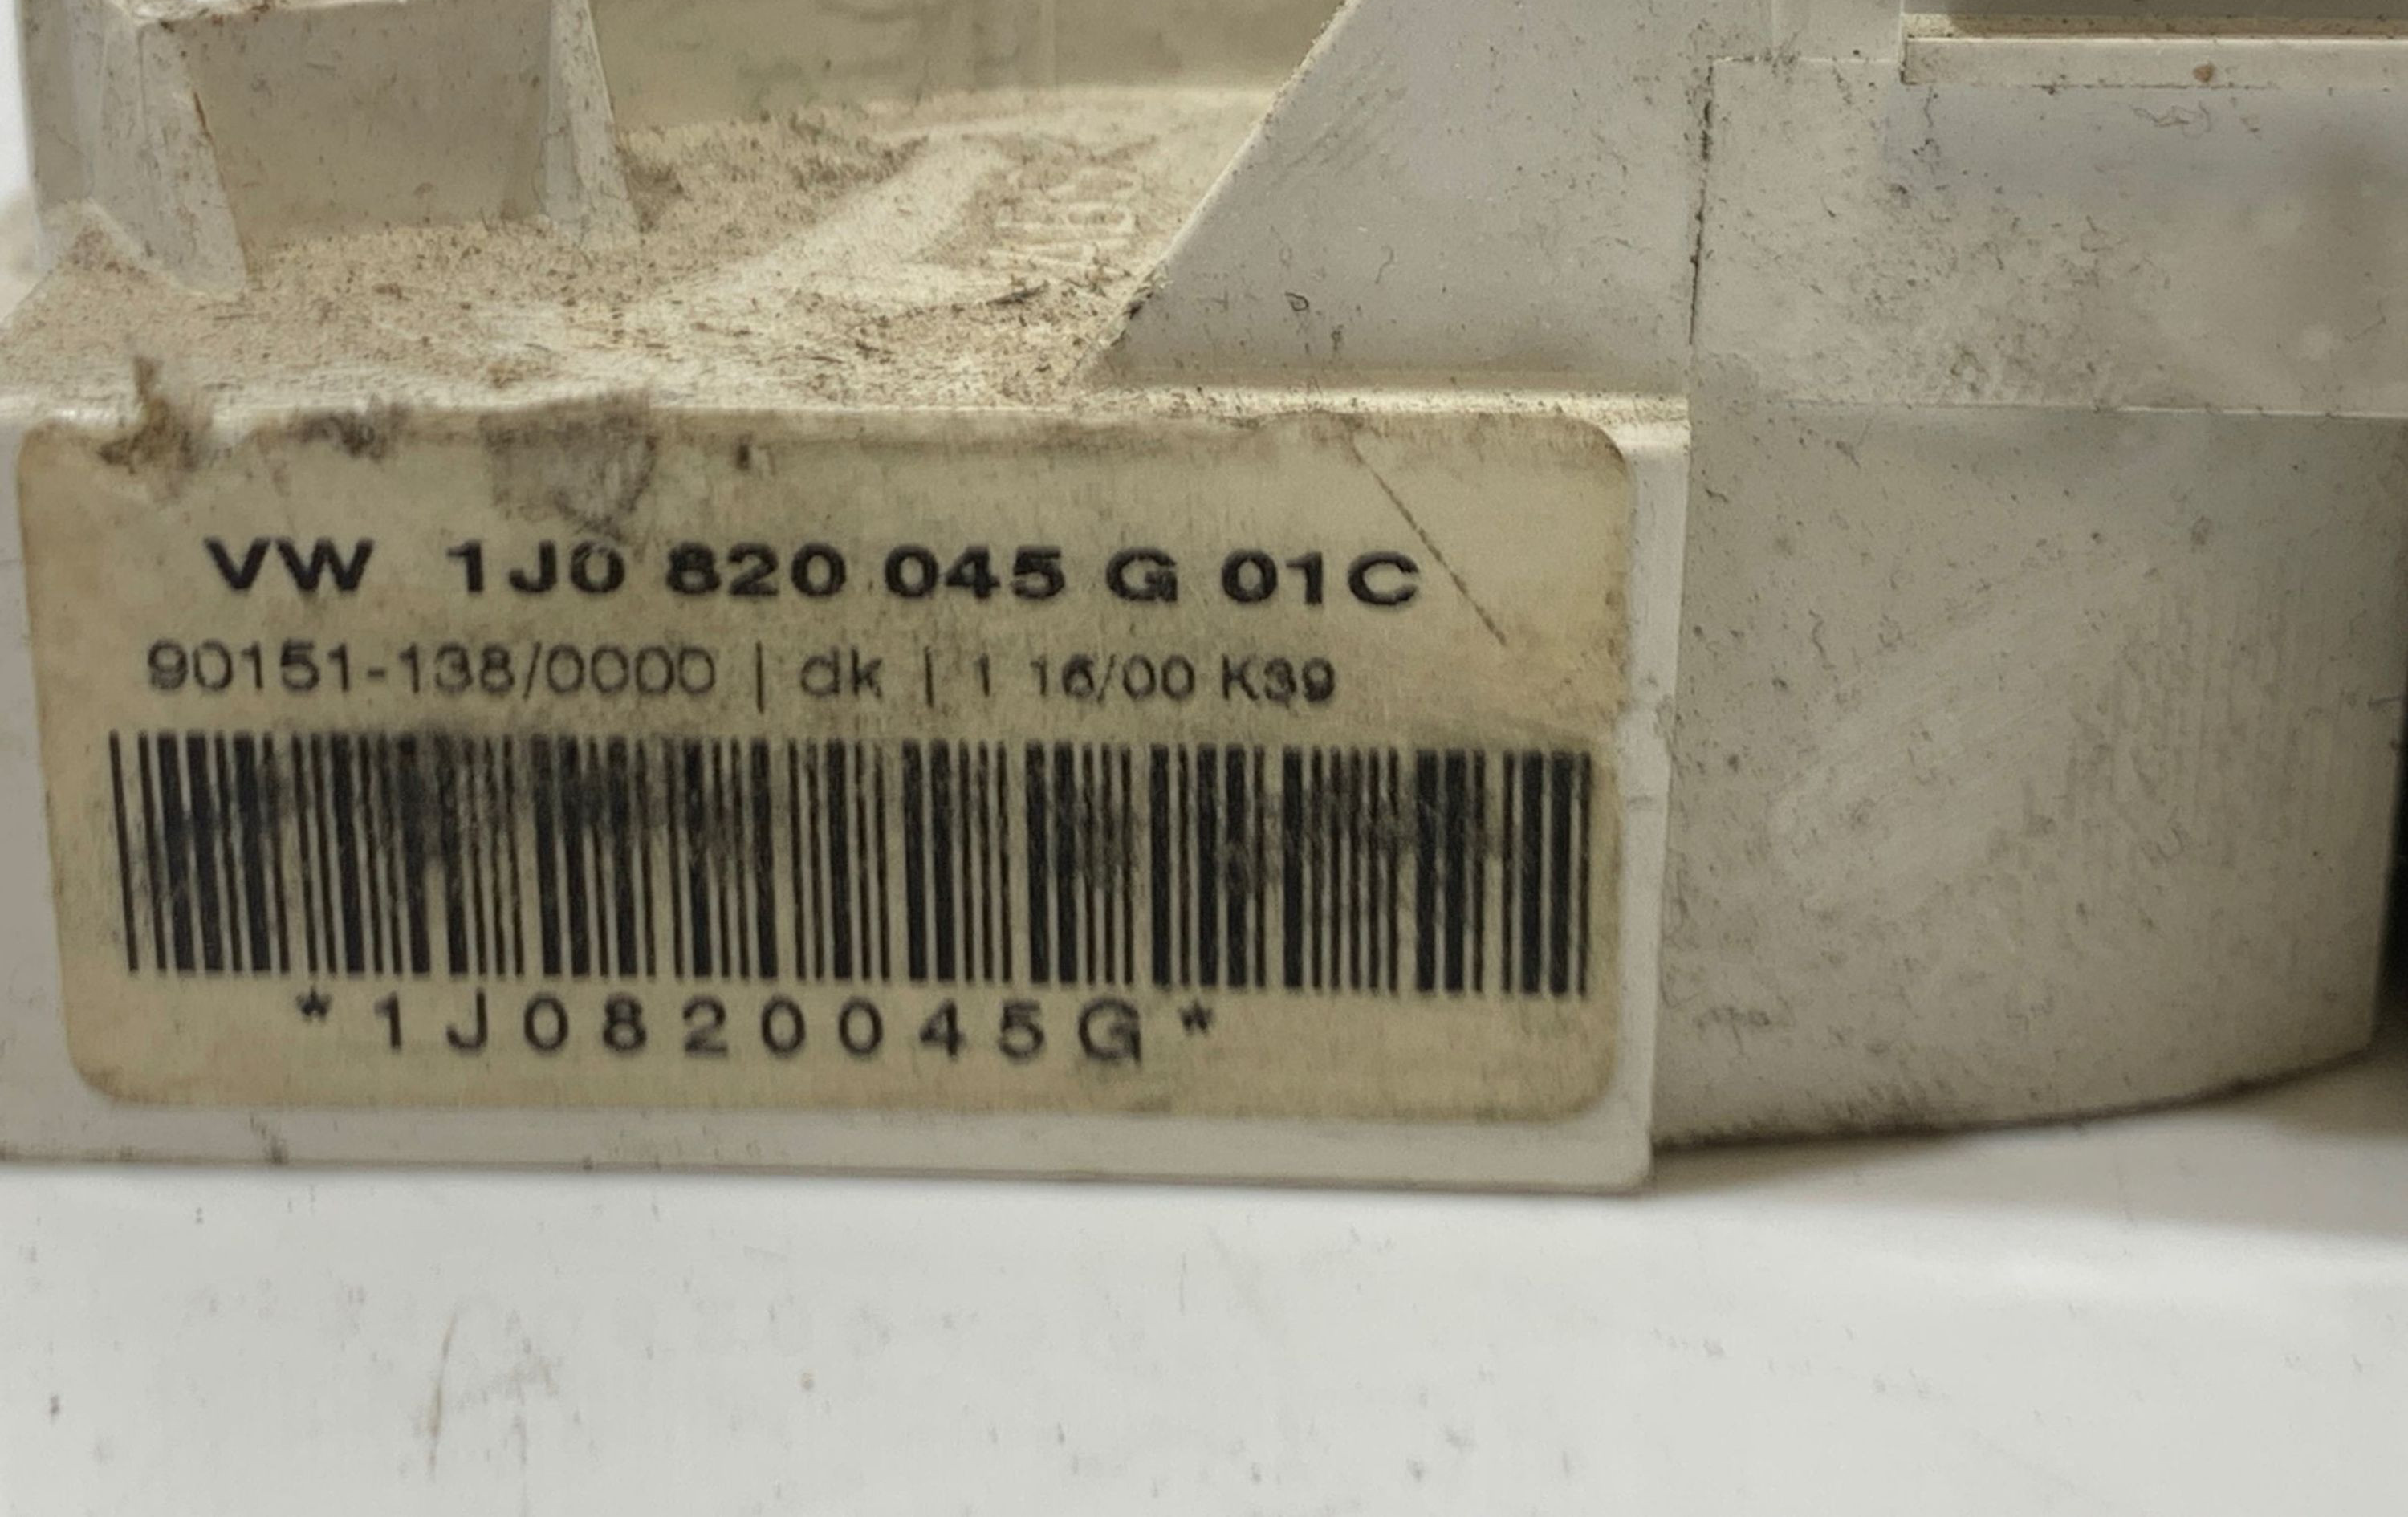 VW 1J0 820 045 G 01C
90151-138/0000 | dk | 1 16/00 K39
*1J0820045G*